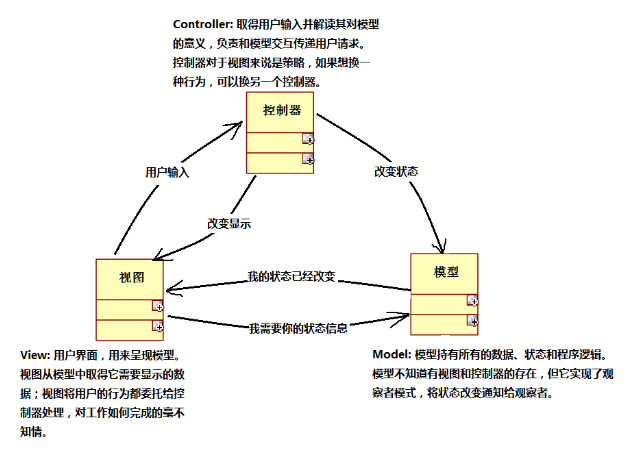 Controller: 取得用户输入并解读其对模型
的意义，负责和模型交互传递用户请求。
控制器对于视图来说是策略，如果想换一
种行为，可以换另一个控制器。
控制器
用户输入
改变状态
改变显示
视图
我的状态已经改变
模型
我需要你的状态信息
View: 用户界面，用来呈现模型。
视图从模型中取得它需要显示的数
据；视图将用户的行为都委托给
控制器处理，对工作如何完成的毫不
知情。
Model: 模型持有所有的数据、状态和程序逻辑。
模型不知道有视图和控制器的存在，但它实现了观
察者模式，将状态改变通知给观察者。